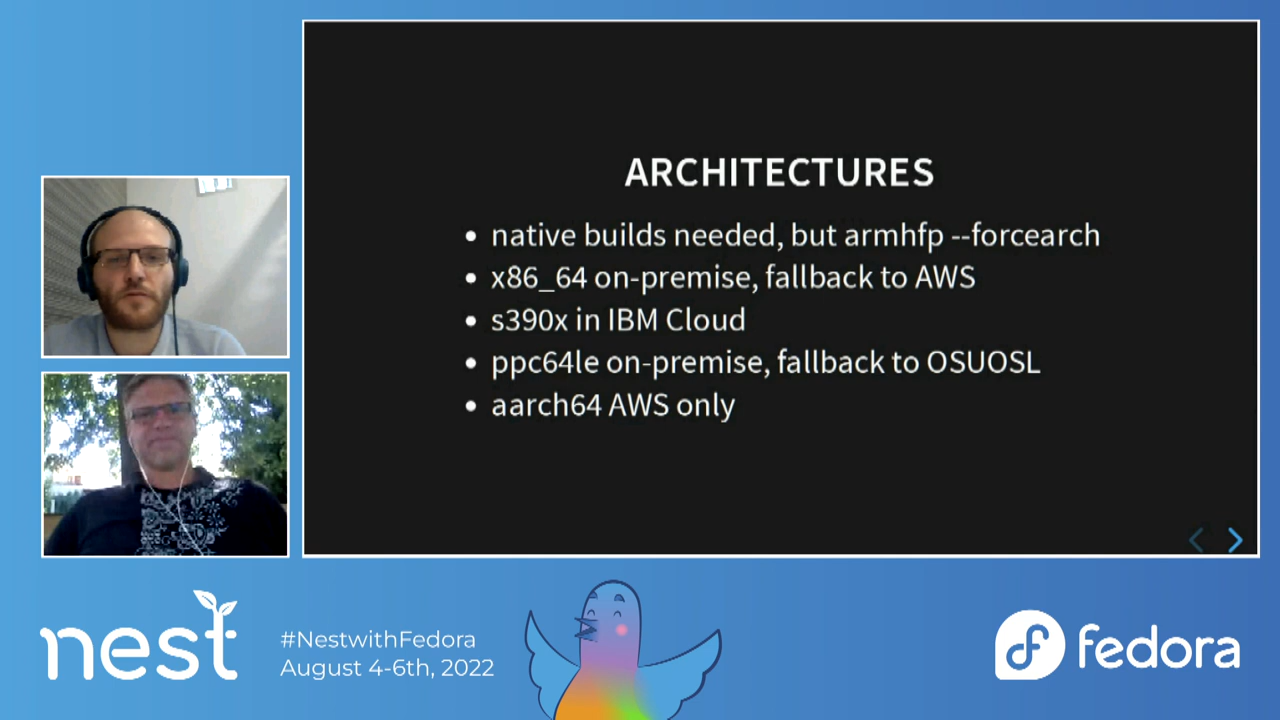 ARCHITECTURES
• native builds needed, but armhfp --forcearch
• x86_64 on-premise, fallback to AWS
• s390x in IBM Cloud
• ppc64le on-premise, fallback to OSUOSL
• aarch64 AWS only
nest
#NestwithFedora
August 4-6th, 2022
fedora